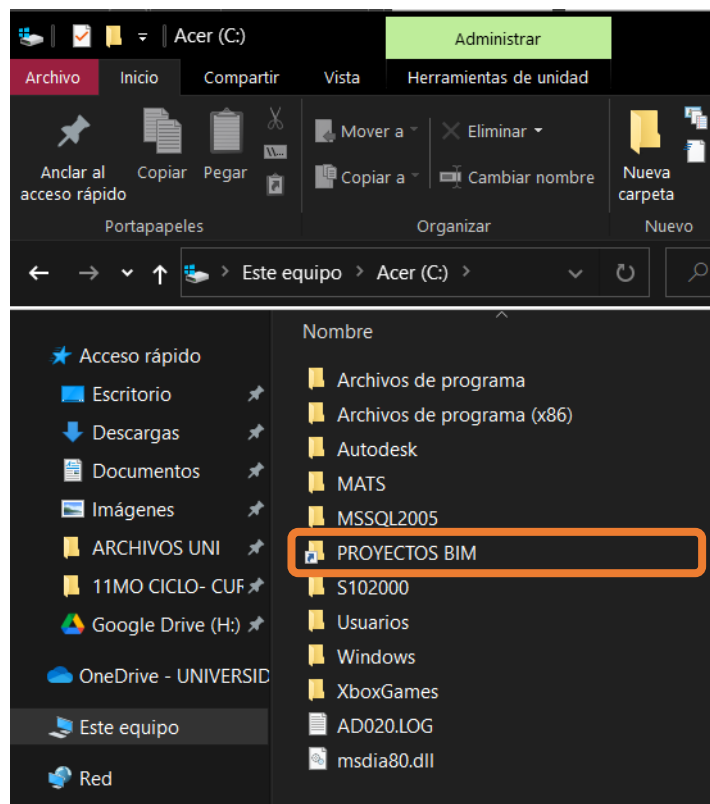 Acer (C:)
Administrar
Archivo Inicio Compartir Vista Herramientas de unidad
Anclar al acceso rápido
Copiar
Pegar
Mover a
Copiar a
Eliminar
Cambiar nombre
Nueva carpeta
Portapapeles
Organizar
Nuevo
Este equipo > Acer (C:) >
Acceso rápido
Escritorio
Descargas
Documentos
Imágenes
ARCHIVOS UNI
11MO CICLO- CUR
Google Drive (H:)
OneDrive - UNIVERSID
Este equipo
Red
Nombre
Archivos de programa
Archivos de programa (x86)
Autodesk
MATS
MSSQL2005
PROYECTOS BIM
S102000
Usuarios
Windows
XboxGames
AD020.LOG
msdia80.dll